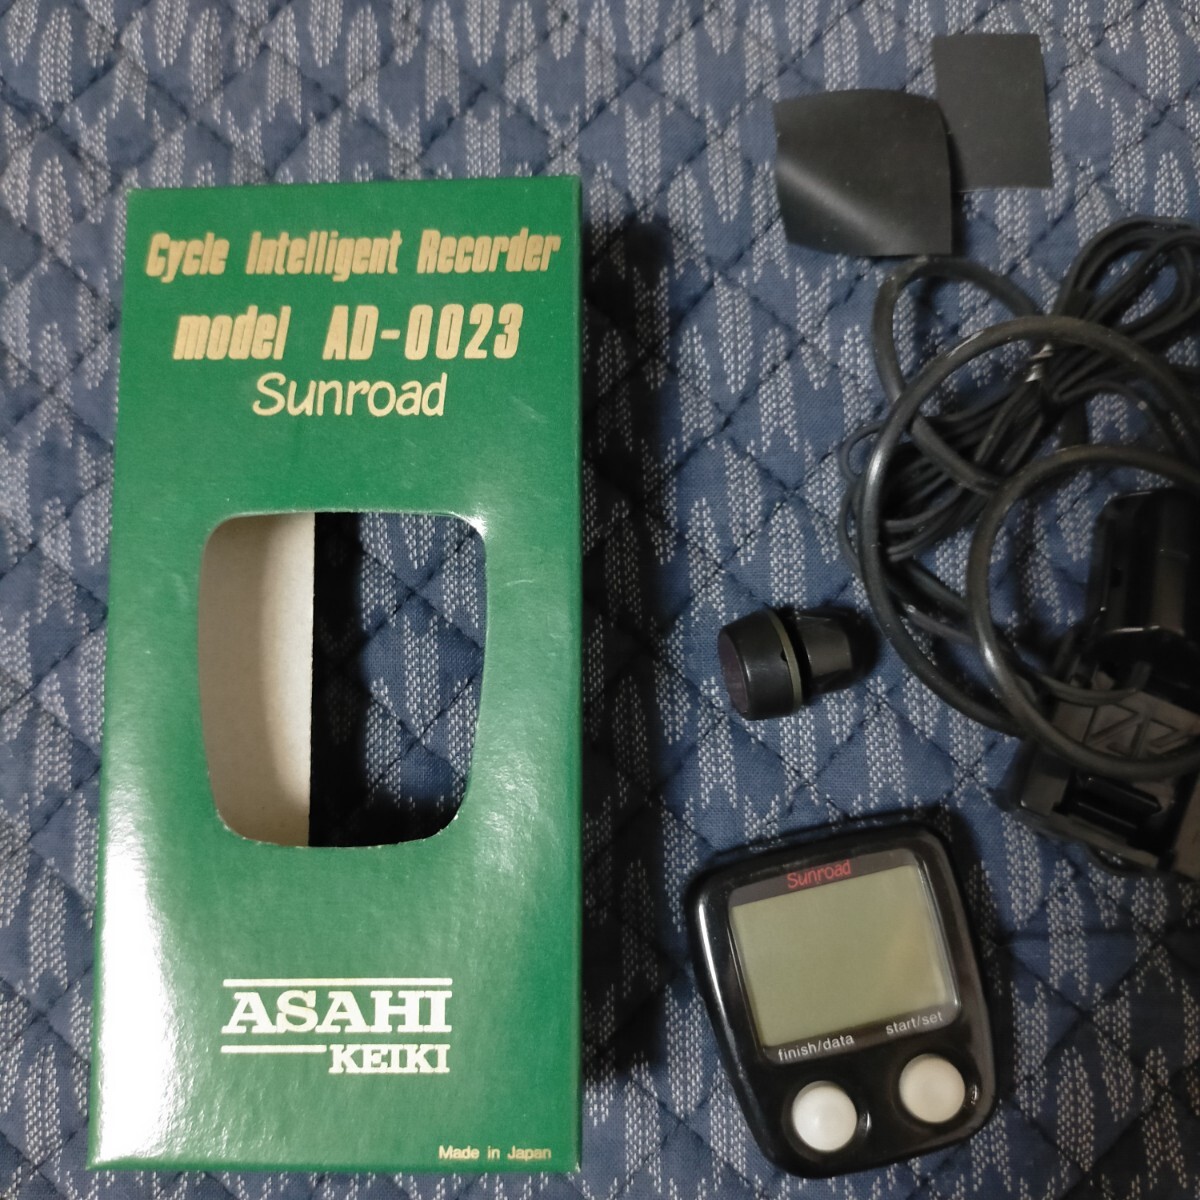 Cycle Intelligent Recorder
model AD-0023
Sunroad
ASAHI
KEIKI
Made in Japan
Sunroad
finish/data start/set